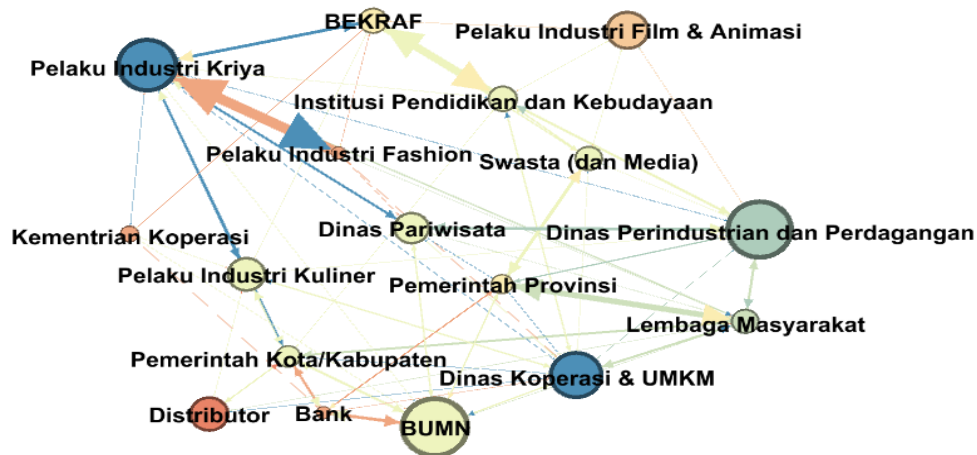 BEKRAF
Pelaku Industri Film & Animasi
Pelaku Industri Kriya
Institusi Pendidikan dan Kebudayaan
Pelaku Industri Fashion
Swasta (dan Media)
Kementrian Koperasi
Dinas Pariwisata
Dinas Perindustrian dan Perdagangan
Pelaku Industri Kuliner
Pemerintah Provinsi
Lembaga Masyarakat
Pemerintah Kota/Kabupaten
Dinas Koperasi & UMKM
Distributor
Bank
BUMN